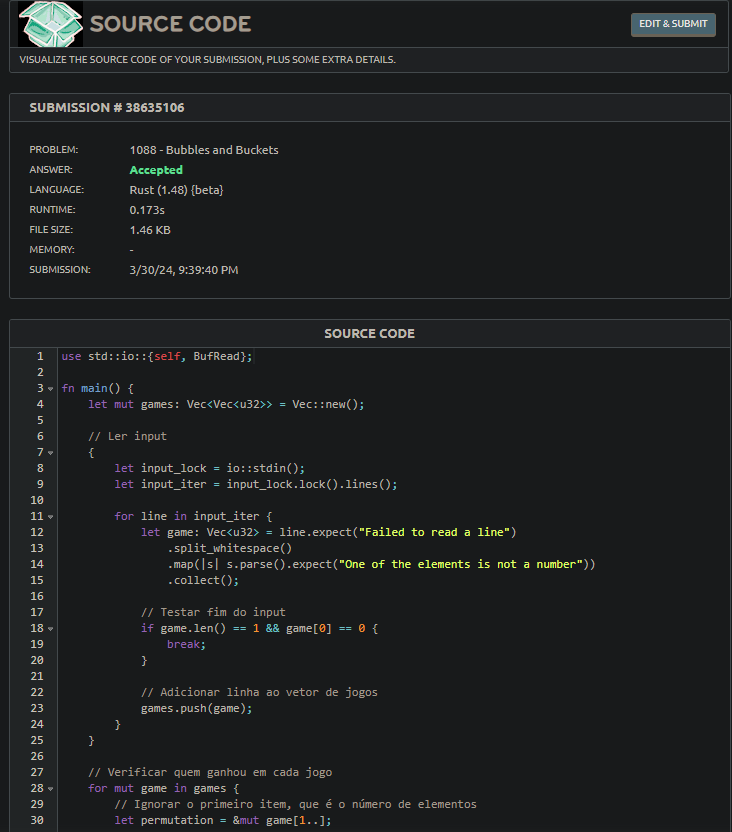 SOURCE CODE
EDIT & SUBMIT
VISUALIZE THE SOURCE CODE OF YOUR SUBMISSION, PLUS SOME EXTRA DETAILS.
SUBMISSION # 38635106
PROBLEM: 1088 - Bubbles and Buckets
ANSWER: Accepted
LANGUAGE: Rust (1.48) {beta}
RUNTIME: 0.173s
FILE SIZE: 1.46 KB
MEMORY: -
SUBMISSION: 3/30/24, 9:39:40 PM
SOURCE CODE
1 use std::io::{self, BufRead};
2
3 fn main() {
4     let mut games: Vec<Vec<u32>> = Vec::new();
5
6     // Ler input
7     {
8         let input_lock = io::stdin();
9         let input_iter = input_lock.lock().lines();
10
11         for line in input_iter {
12             let game: Vec<u32> = line.expect("Failed to read a line")
13                 .split_whitespace()
14                 .map(|s| s.parse().expect("One of the elements is not a number"))
15                 .collect();
16
17             // Testar fim do input
18             if game.len() == 1 && game[0] == 0 {
19                 break;
20             }
21
22             // Adicionar linha ao vetor de jogos
23             games.push(game);
24         }
25     }
26
27     // Verificar quem ganhou em cada jogo
28     for mut game in games {
29         // Ignorar o primeiro item, que é o número de elementos
30         let permutation = &mut game[1..];